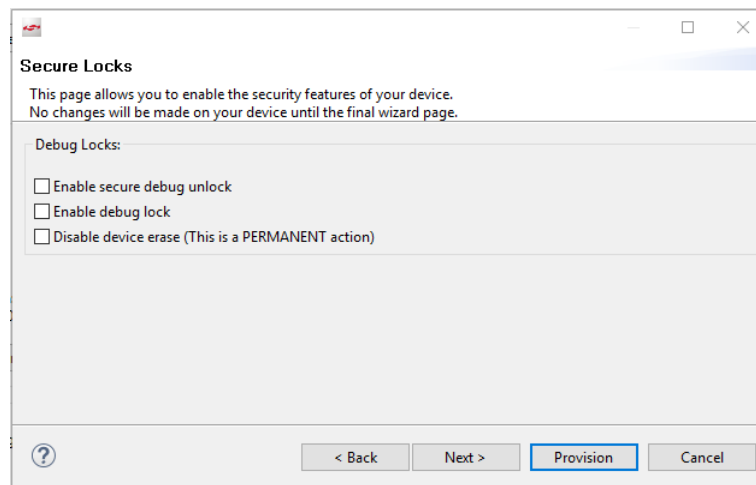 Secure Locks
This page allows you to enable the security features of your device.
No changes will be made on your device until the final wizard page.
Debug Locks:
Enable secure debug unlock
Enable debug lock
Disable device erase (This is a PERMANENT action)
?
< Back
Next >
Provision
Cancel